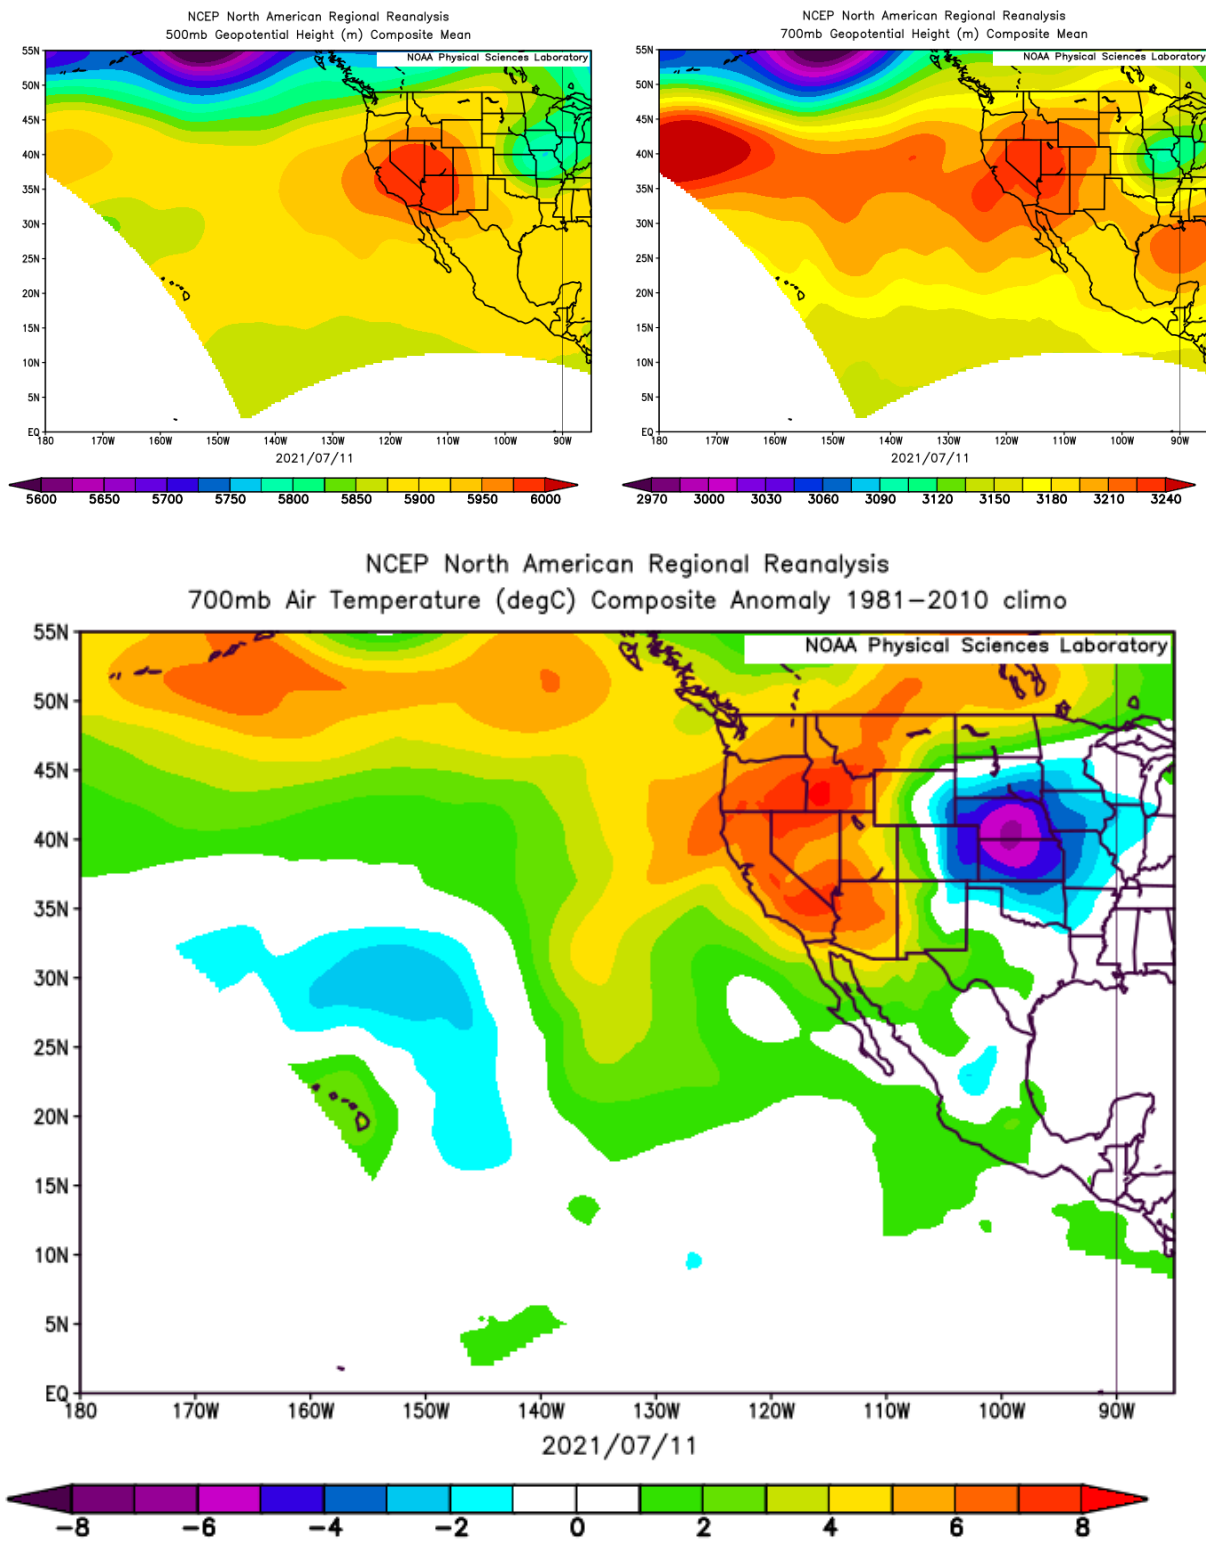 NCEP North American Regional Reanalysis
500mb Geopotential Height (m) Composite Mean
NOAA Physical Sciences Laboratory
55N
50N
45N
40N
35N
30N
25N
20N
15N
10N
5N
EQ
180 170W 160W 150W 140W 130W 120W 110W 100W 90W
2021/07/11
5600 5650 5700 5750 5800 5850 5900 5950 6000
NCEP North American Regional Reanalysis
700mb Geopotential Height (m) Composite Mean
NOAA Physical Sciences Laboratory
55N
50N
45N
40N
35N
30N
25N
20N
15N
10N
5N
EQ
180 170W 160W 150W 140W 130W 120W 110W 100W 90W
2021/07/11
2970 3000 3030 3060 3090 3120 3150 3180 3210 3240
NCEP North American Regional Reanalysis
700mb Air Temperature (degC) Composite Anomaly 1981-2010 climo
NOAA Physical Sciences Laboratory
55N
50N
45N
40N
35N
30N
25N
20N
15N
10N
5N
EQ
180 170W 160W 150W 140W 130W 120W 110W 100W 90W
2021/07/11
-8 -6 -4 -2 0 2 4 6 8